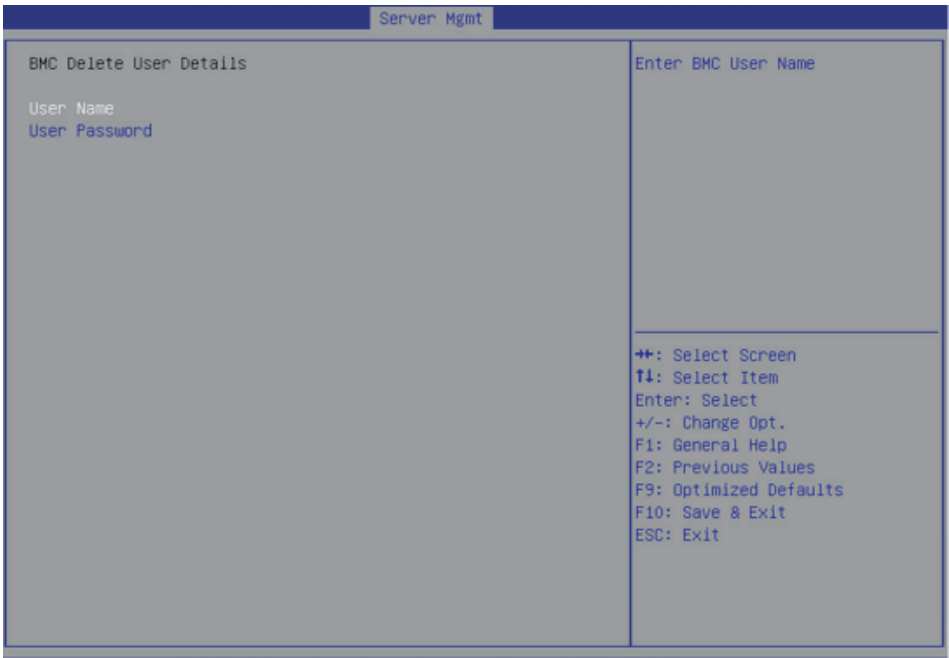 Server Mgmt
BMC Delete User Details
User Name
User Password
Enter BMC User Name
→←: Select Screen
↑↓: Select Item
Enter: Select
+/-: Change Opt.
F1: General Help
F2: Previous Values
F9: Optimized Defaults
F10: Save & Exit
ESC: Exit